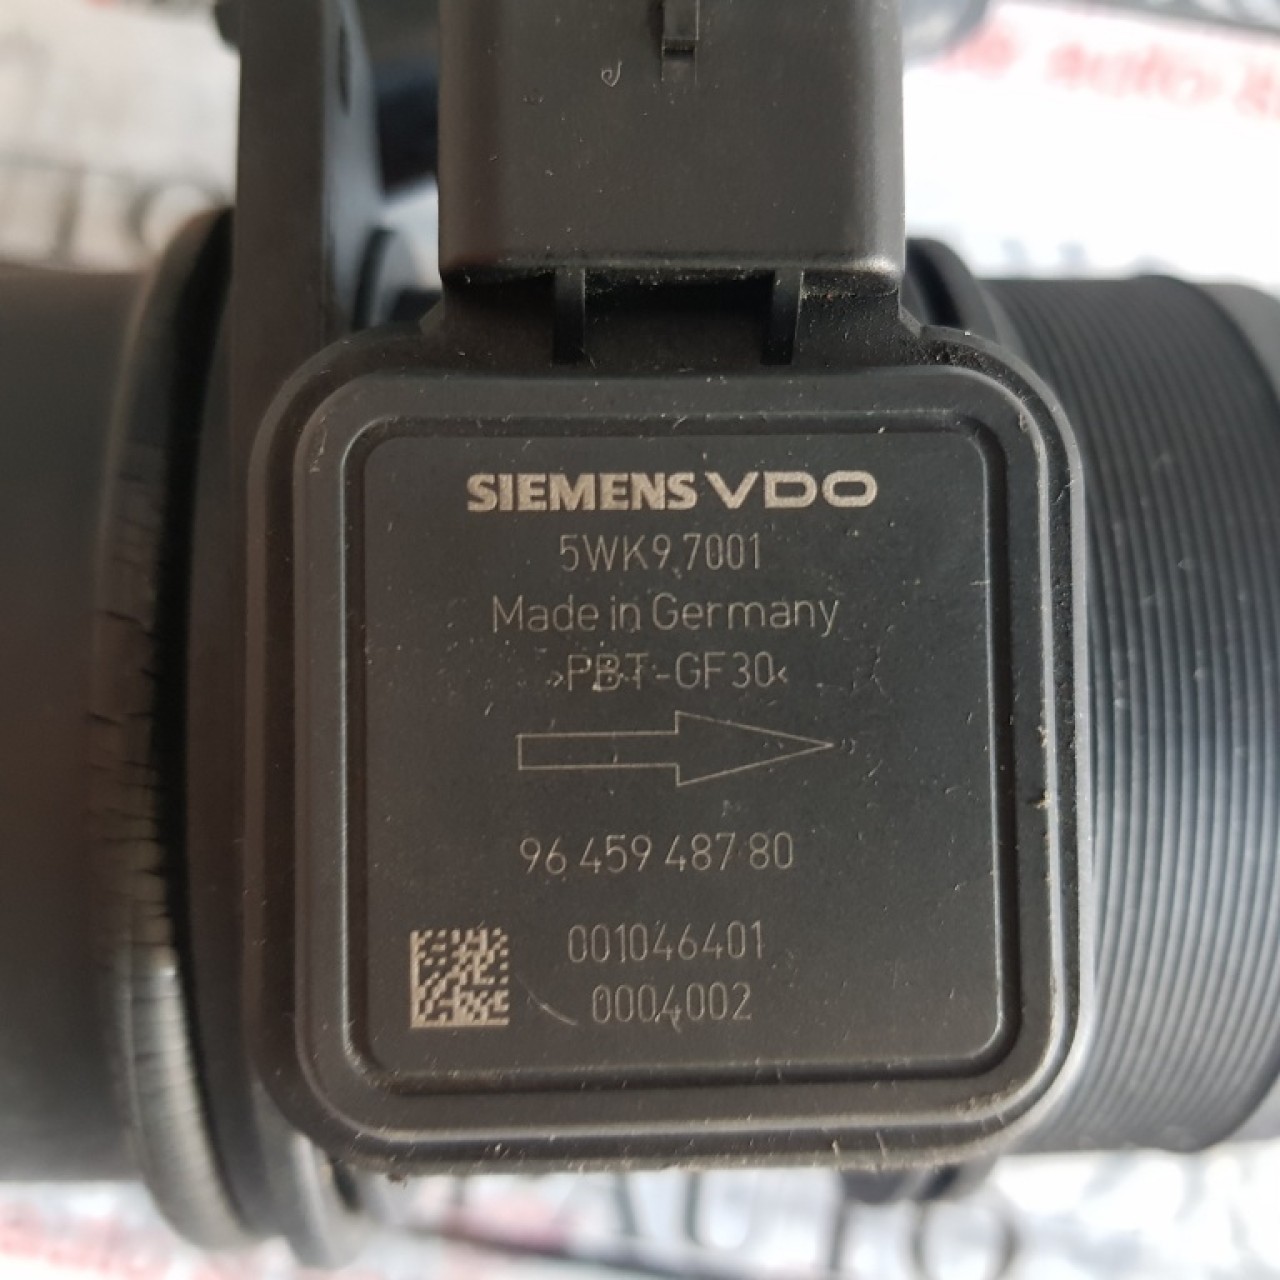 SIEMENS VDO
5WK9 7001
Made in Germany
>PBT-GF30<
96 459 487 80
001046401
0004002